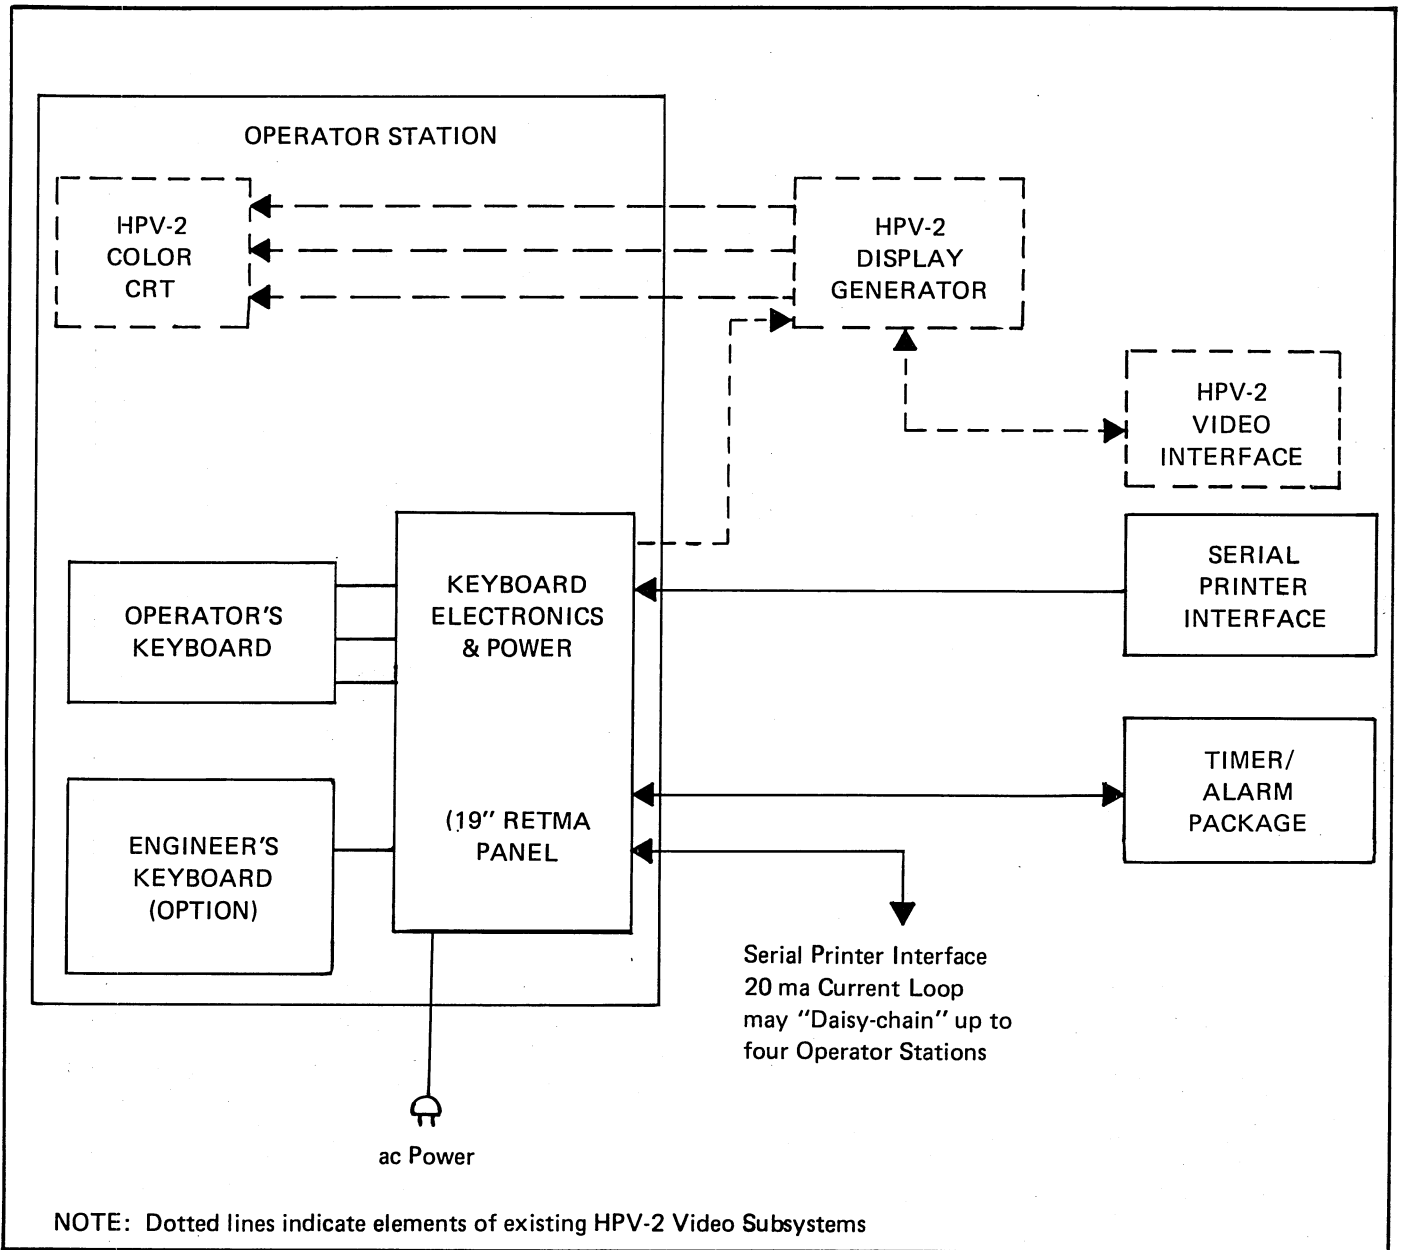 OPERATOR STATION
HPV-2
COLOR
CRT
HPV-2
DISPLAY
GENERATOR
HPV-2
VIDEO
INTERFACE
OPERATOR'S
KEYBOARD
KEYBOARD
ELECTRONICS
& POWER
(19" RETMA
PANEL
SERIAL
PRINTER
INTERFACE
ENGINEER'S
KEYBOARD
(OPTION)
TIMER/
ALARM
PACKAGE
Serial Printer Interface
20 ma Current Loop
may "Daisy-chain" up to
four Operator Stations
ac Power
NOTE: Dotted lines indicate elements of existing HPV-2 Video Subsystems